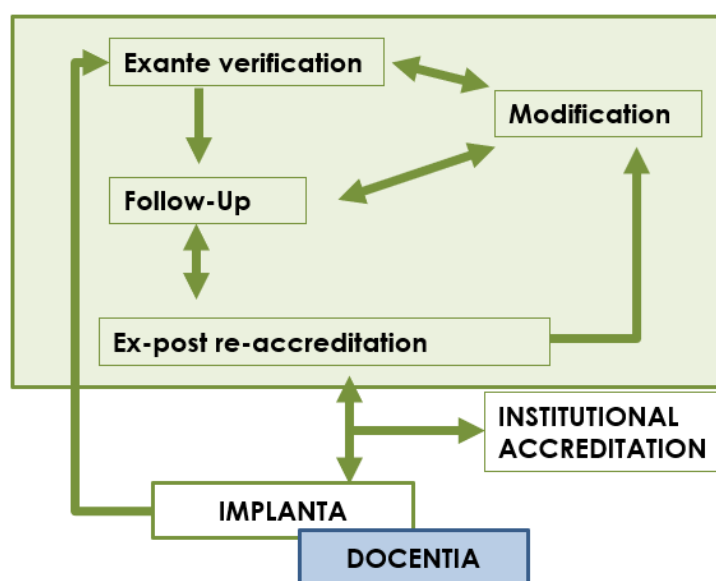 Exante verification
Modification
Follow-Up
Ex-post re-accreditation
INSTITUTIONAL
ACCREDITATION
IMPLANTA
DOCENTIA